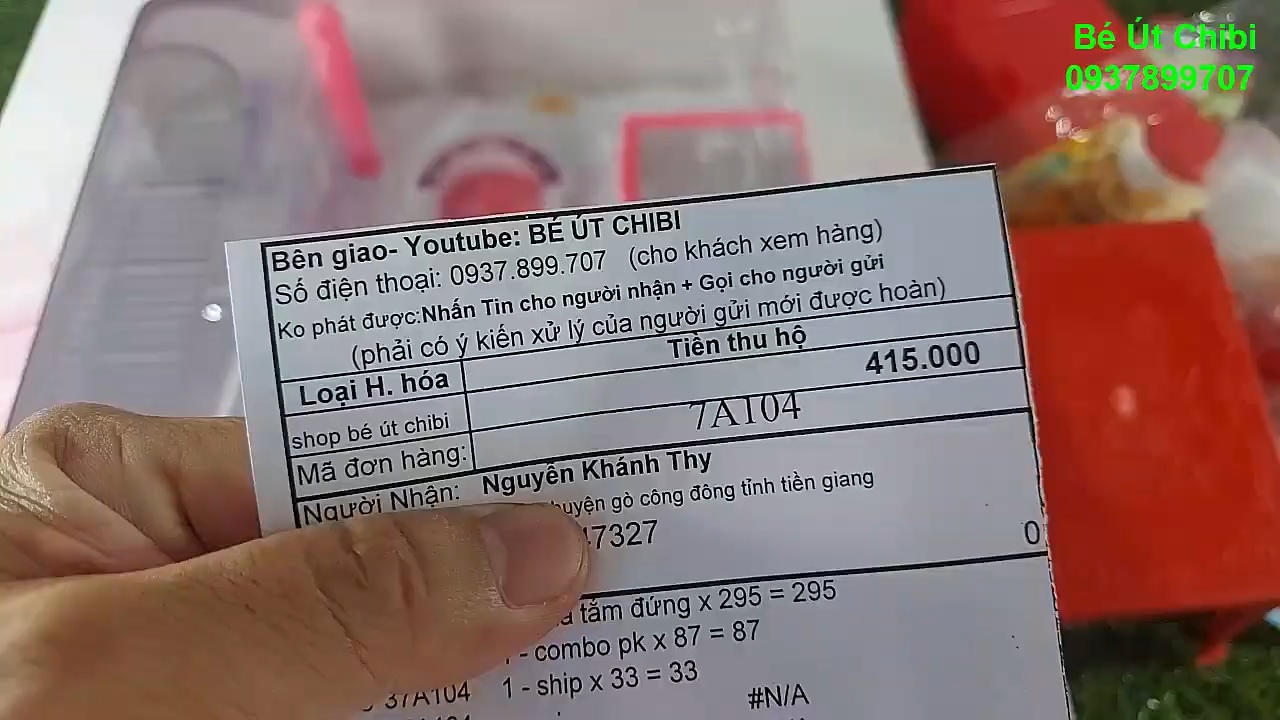 Bé Út Chibi
0937899707
Bên giao- Youtube: BÉ ÚT CHIBI
Số điện thoại: 0937.899.707 (cho khách xem hàng)
Ko phát được:Nhấn Tin cho người nhận + Gọi cho người gửi
(phải có ý kiến xử lý của người gửi mới được hoàn)
Loại H. hóa Tiền thu hộ
shop bé út chibi 415.000
Mã đơn hàng: 7A104
Người Nhận: Nguyên Khánh Thy
huyện gò công đông tỉnh tiền giang
47327 0
tắm đứng x 295 = 295
- combo pk x 87 = 87
37A104 1 - ship x 33 = 33
#N/A